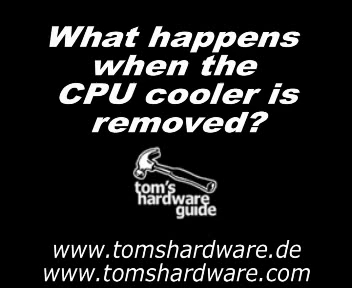 What happens
when the
CPU cooler is
removed?
tom's
hardware
guide
www.tomshardware.de
www.tomshardware.com